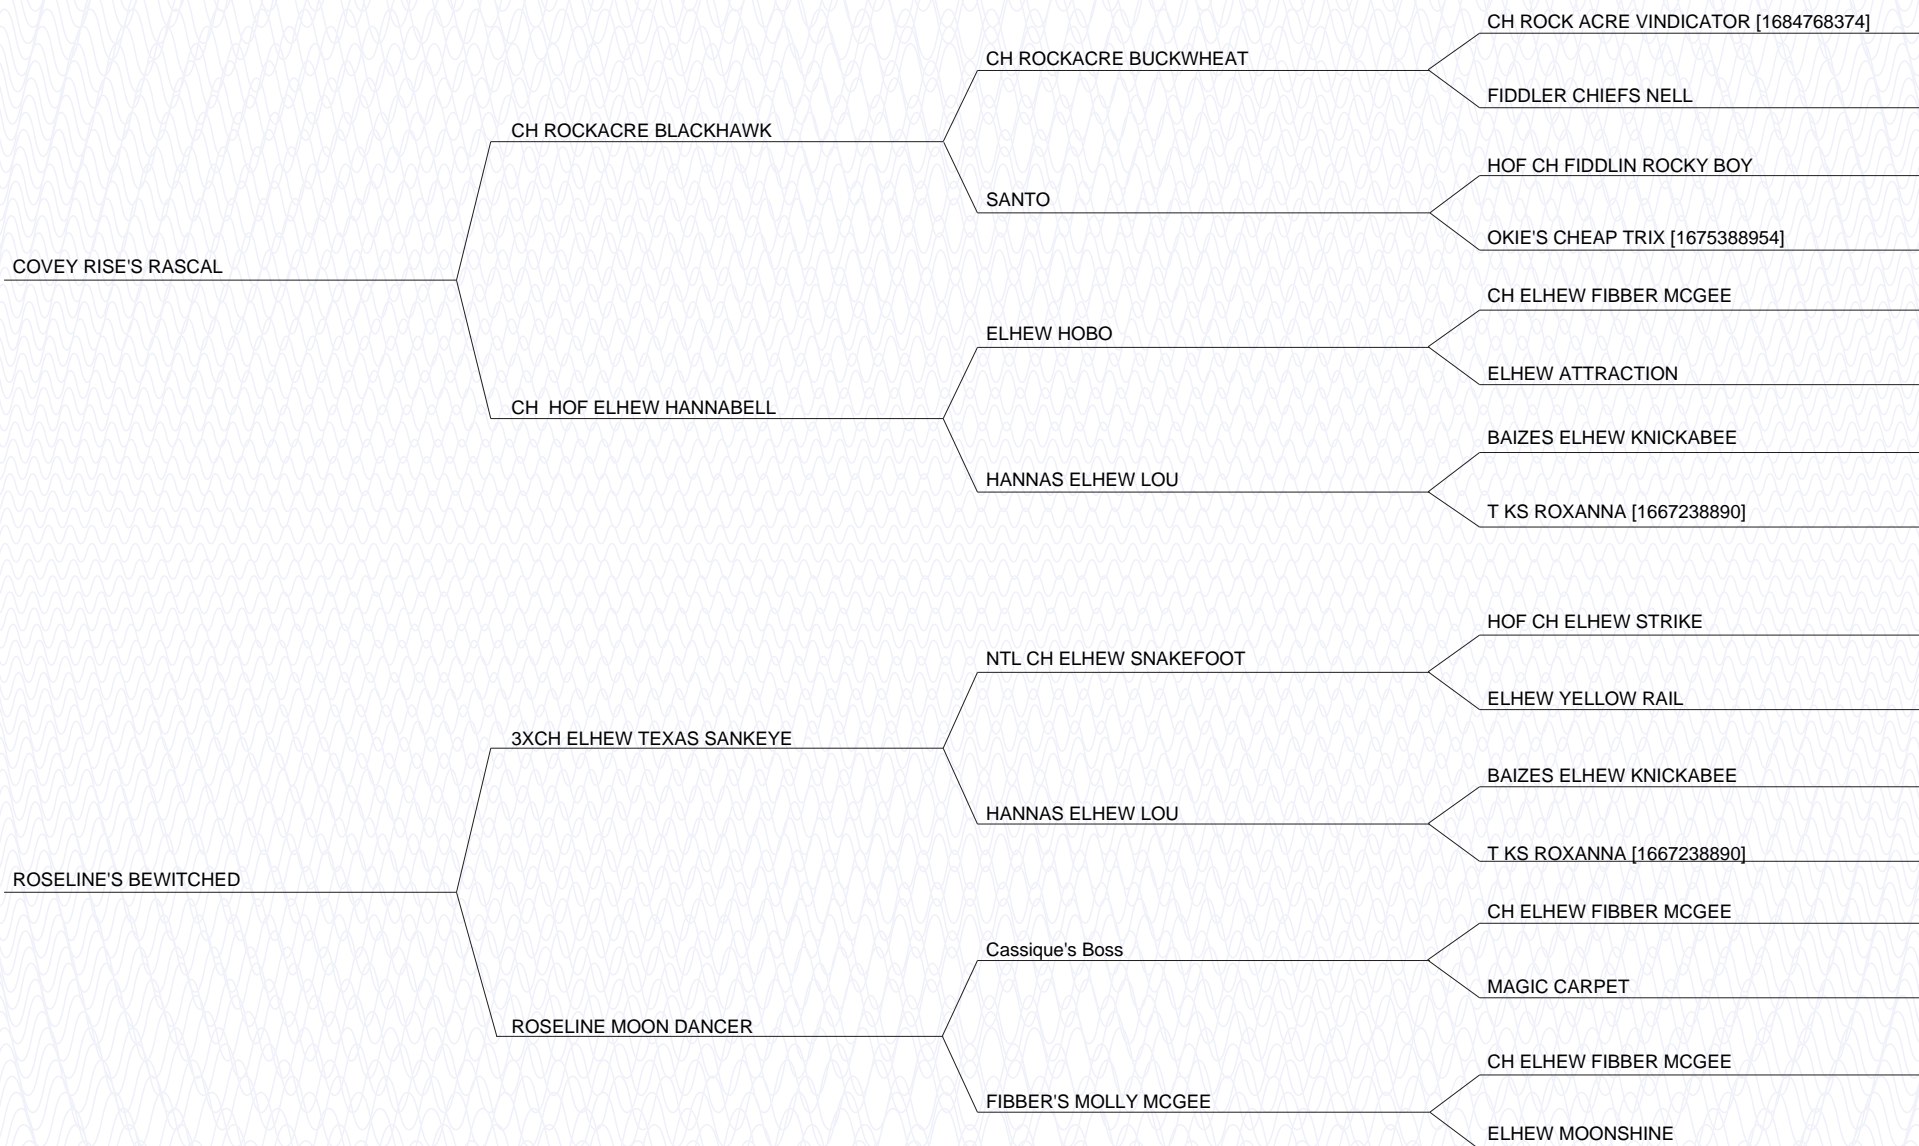 CH ROCK ACRE VINDICATOR [1684768374]
CH ROCKACRE BUCKWHEAT
FIDDLER CHIEFS NELL
CH ROCKACRE BLACKHAWK
HOF CH FIDDLIN ROCKY BOY
SANTO
OKIE'S CHEAP TRIX [1675388954]
COVEY RISE'S RASCAL
CH ELHEW FIBBER MCGEE
ELHEW HOBO
ELHEW ATTRACTION
CH  HOF ELHEW HANNABELL
BAIZES ELHEW KNICKABEE
HANNAS ELHEW LOU
T KS ROXANNA [1667238890]
HOF CH ELHEW STRIKE
NTL CH ELHEW SNAKEFOOT
ELHEW YELLOW RAIL
3XCH ELHEW TEXAS SANKEYE
BAIZES ELHEW KNICKABEE
HANNAS ELHEW LOU
T KS ROXANNA [1667238890]
ROSELINE'S BEWITCHED
CH ELHEW FIBBER MCGEE
Cassique's Boss
MAGIC CARPET
ROSELINE MOON DANCER
CH ELHEW FIBBER MCGEE
FIBBER'S MOLLY MCGEE
ELHEW MOONSHINE